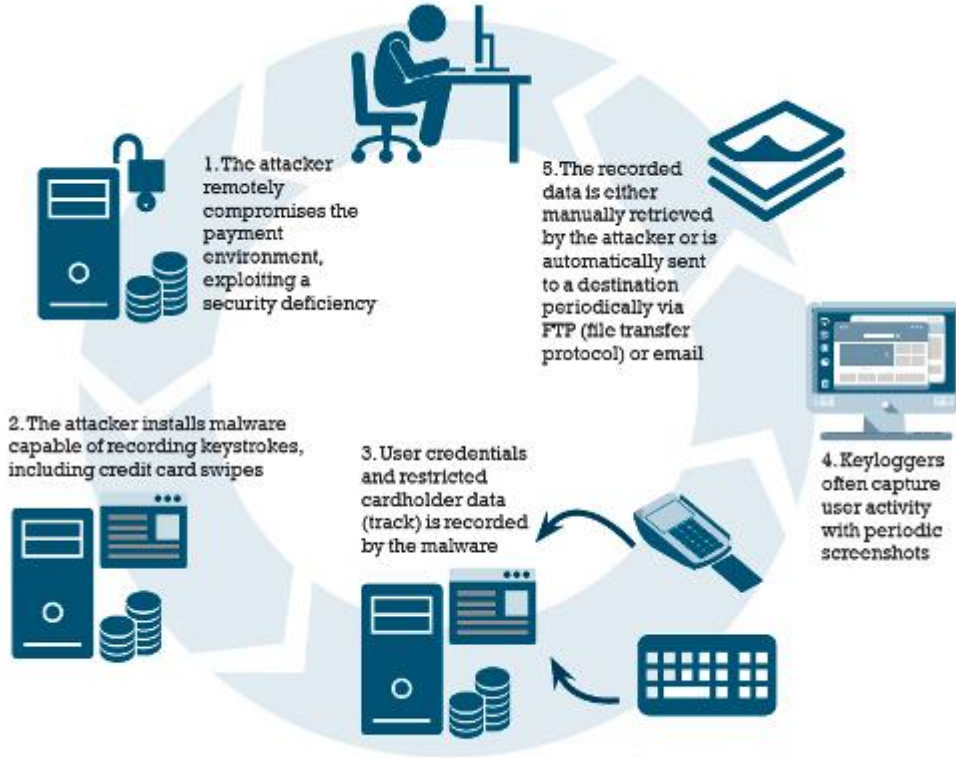 1. The attacker
remotely
compromises the
payment
environment,
exploiting a
security deficiency
2. The attacker installs malware
capable of recording keystrokes,
including credit card swipes
3. User credentials
and restricted
cardholder data
(track) is recorded
by the malware
4. Keyloggers
often capture
user activity
with periodic
screenshots
5. The recorded
data is either
manually retrieved
by the attacker or is
automatically sent
to a destination
periodically via
FTP (file transfer
protocol) or email